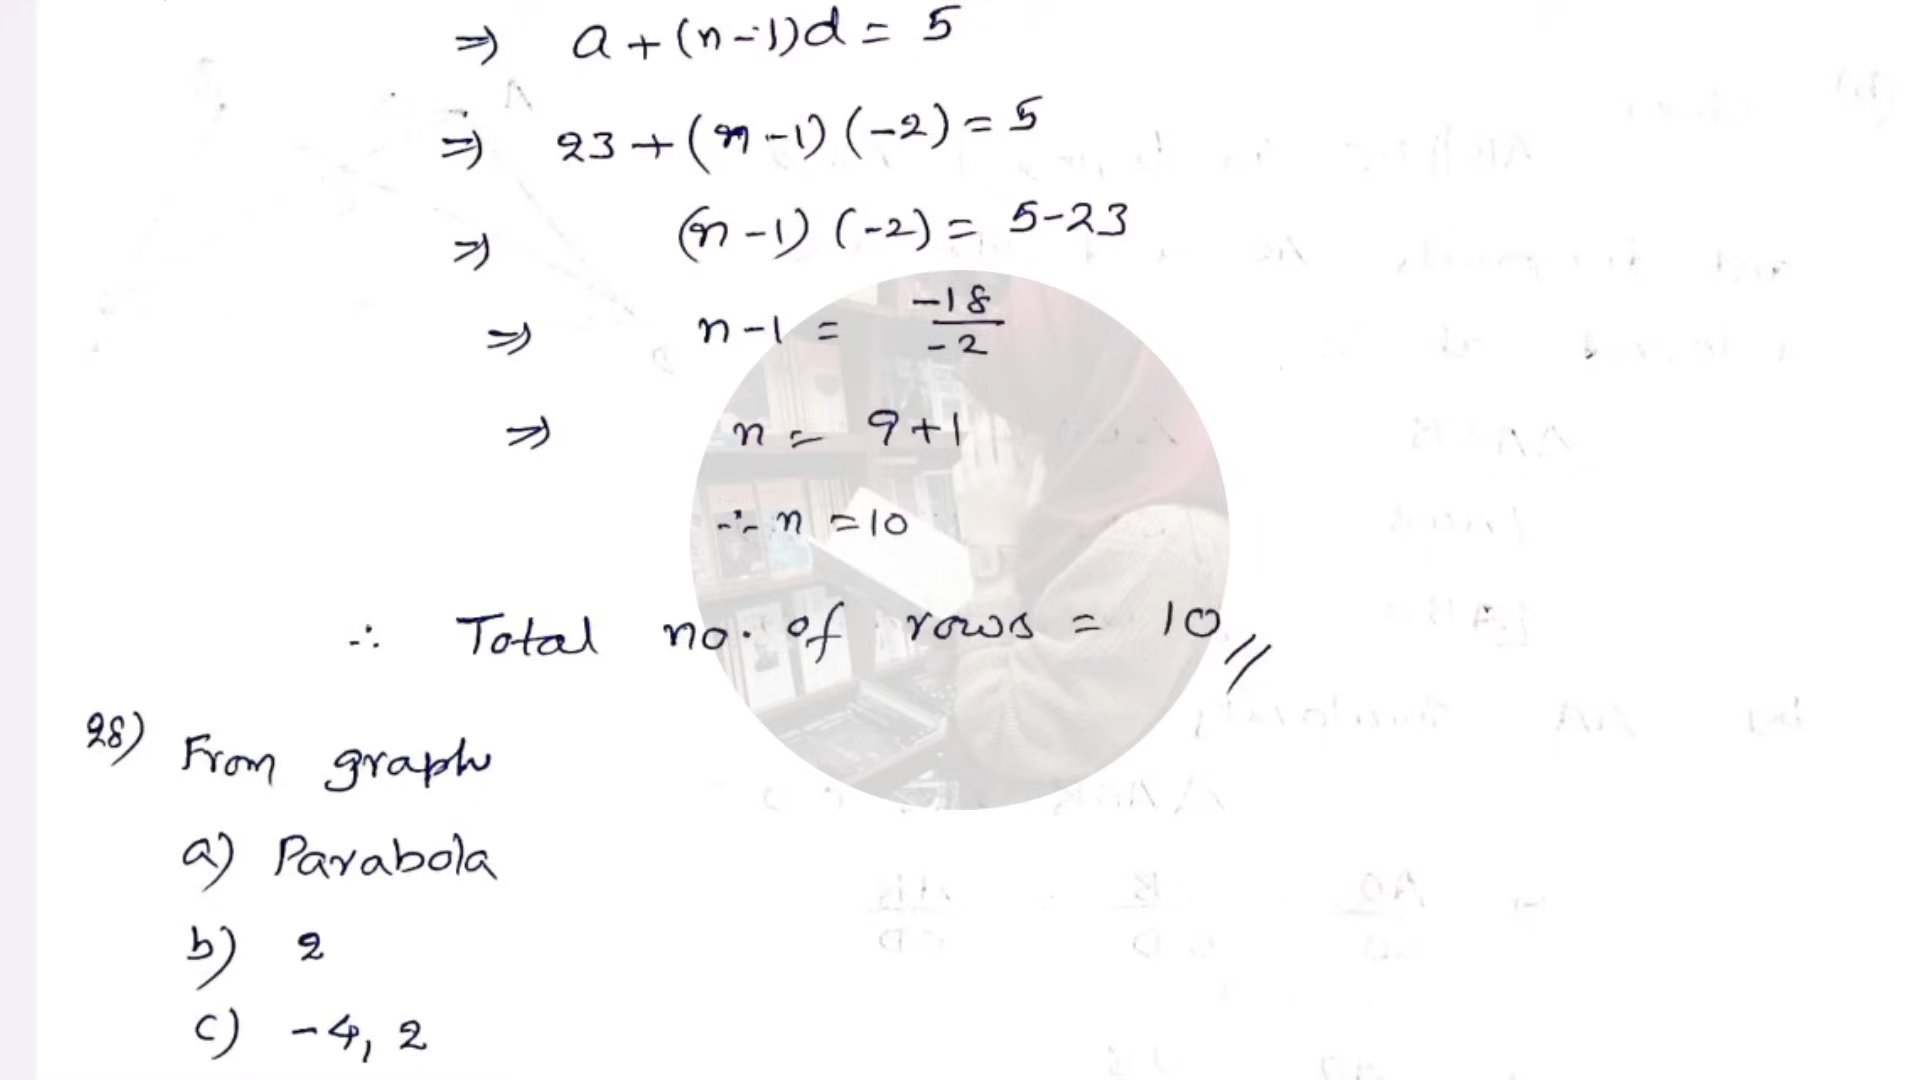 ⇒ a + (n-1)d = 5
⇒ 23 + (n-1) (-2) = 5
⇒ (n-1) (-2) = 5-23
⇒ n-1 = -18/-2
⇒ n = 9+1
∴ n = 10
∴ Total no. of rows = 10 //
28) From graph
a) Parabola
b) 2
c) -4, 2